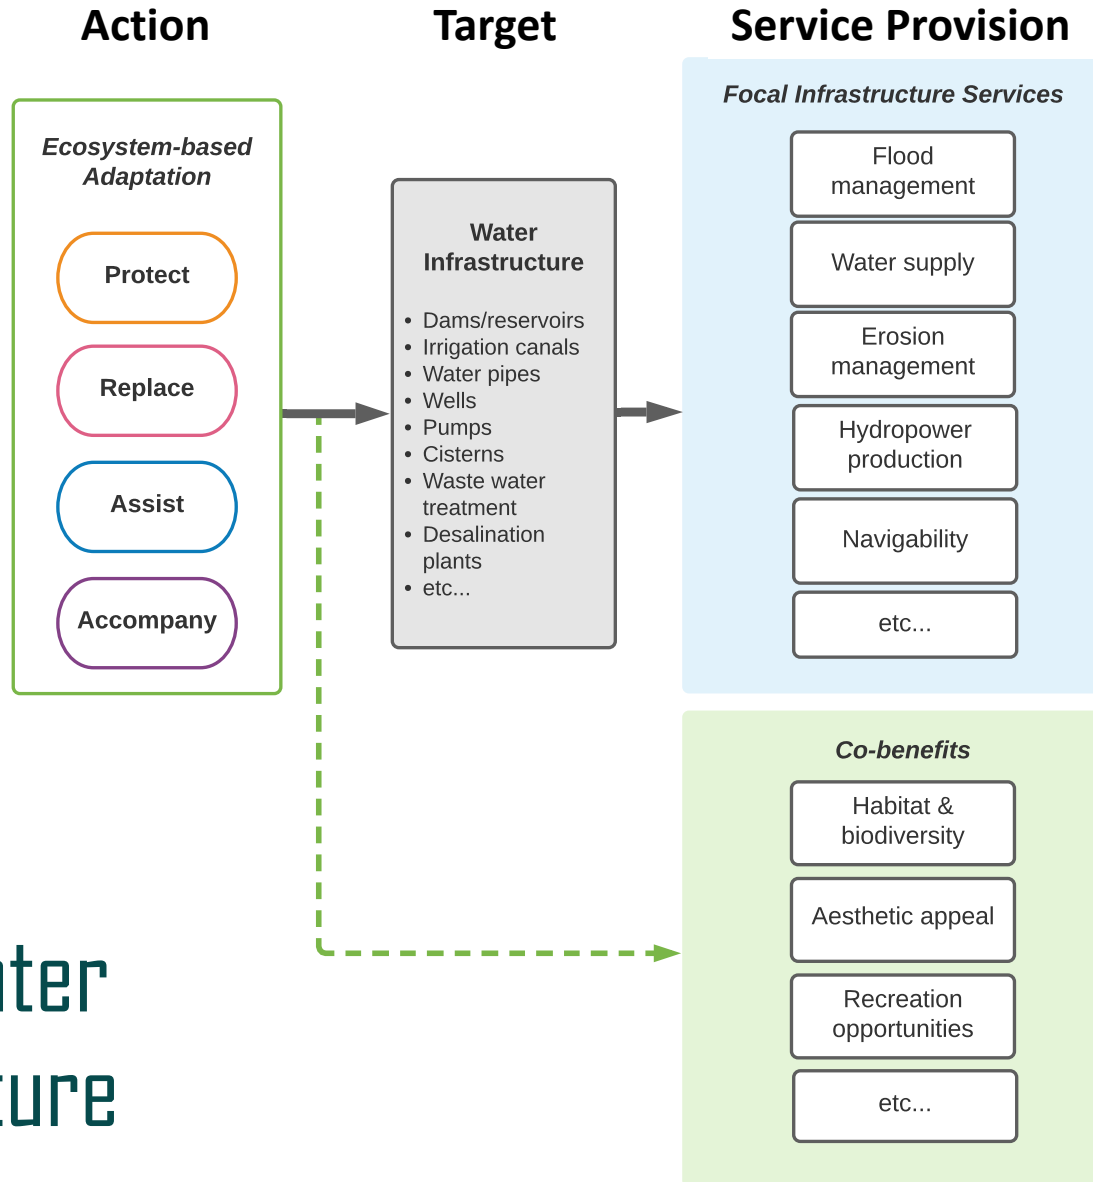 Action
Target
Service Provision
Ecosystem-based
Adaptation
Protect
Replace
Assist
Accompany
Water
Infrastructure
• Dams/reservoirs
• Irrigation canals
• Water pipes
• Wells
• Pumps
• Cisterns
• Waste water
treatment
• Desalination
plants
• etc...
Focal Infrastructure Services
Flood
management
Water supply
Erosion
management
Hydropower
production
Navigability
etc...
Co-benefits
Habitat &
biodiversity
Aesthetic appeal
Recreation
opportunities
etc...
ter
ture